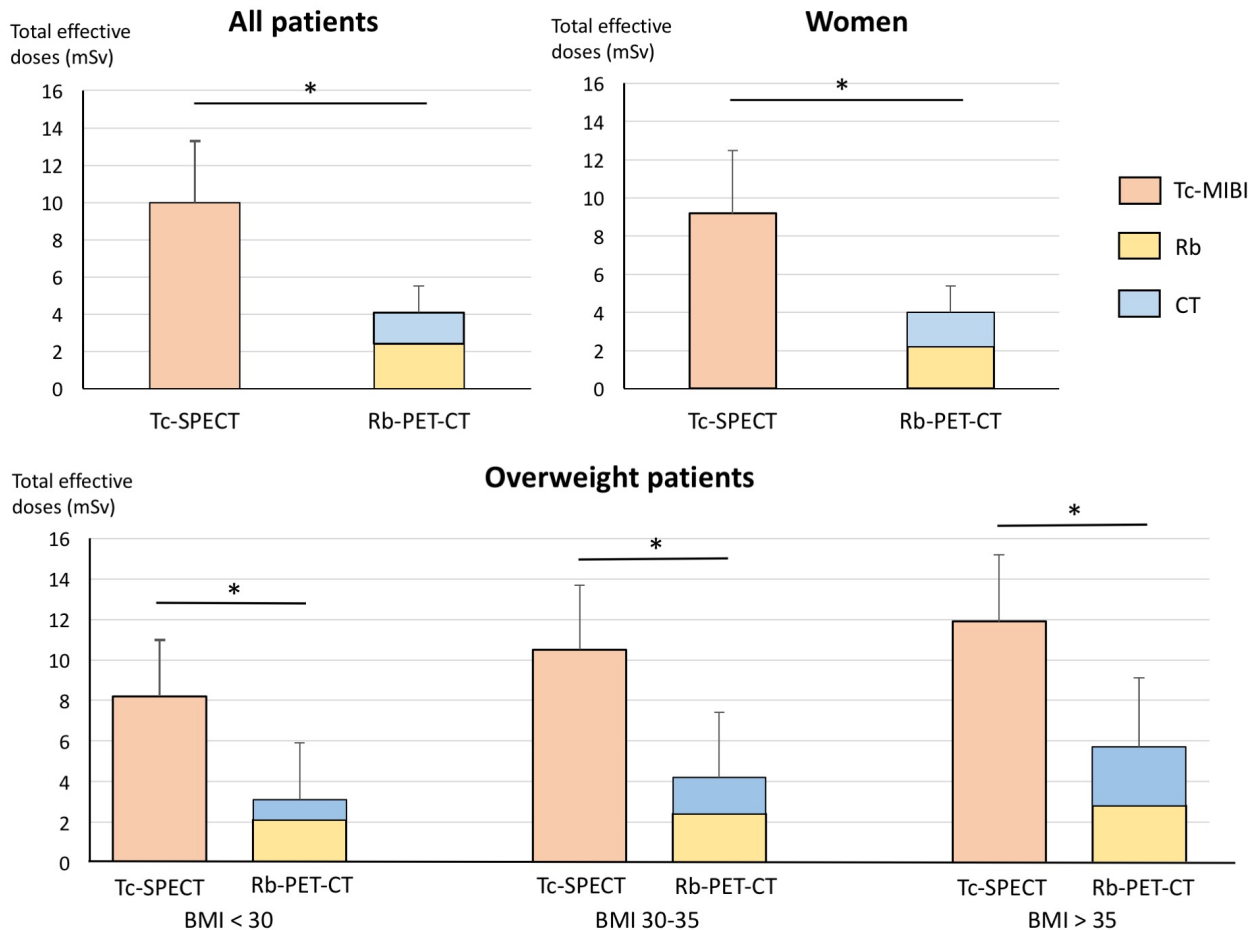 All patients
Total effective
doses (mSv)
*
16
14
12
10
8
6
4
2
0
Tc-SPECT Rb-PET-CT
Women
Total effective
doses (mSv)
*
16
14
12
10
8
6
4
2
0
Tc-SPECT Rb-PET-CT
Tc-MIBI
Rb
CT
Overweight patients
Total effective
doses (mSv)
* * *
16
14
12
10
8
6
4
2
0
Tc-SPECT Rb-PET-CT Tc-SPECT Rb-PET-CT Tc-SPECT Rb-PET-CT
BMI < 30 BMI 30-35 BMI > 35